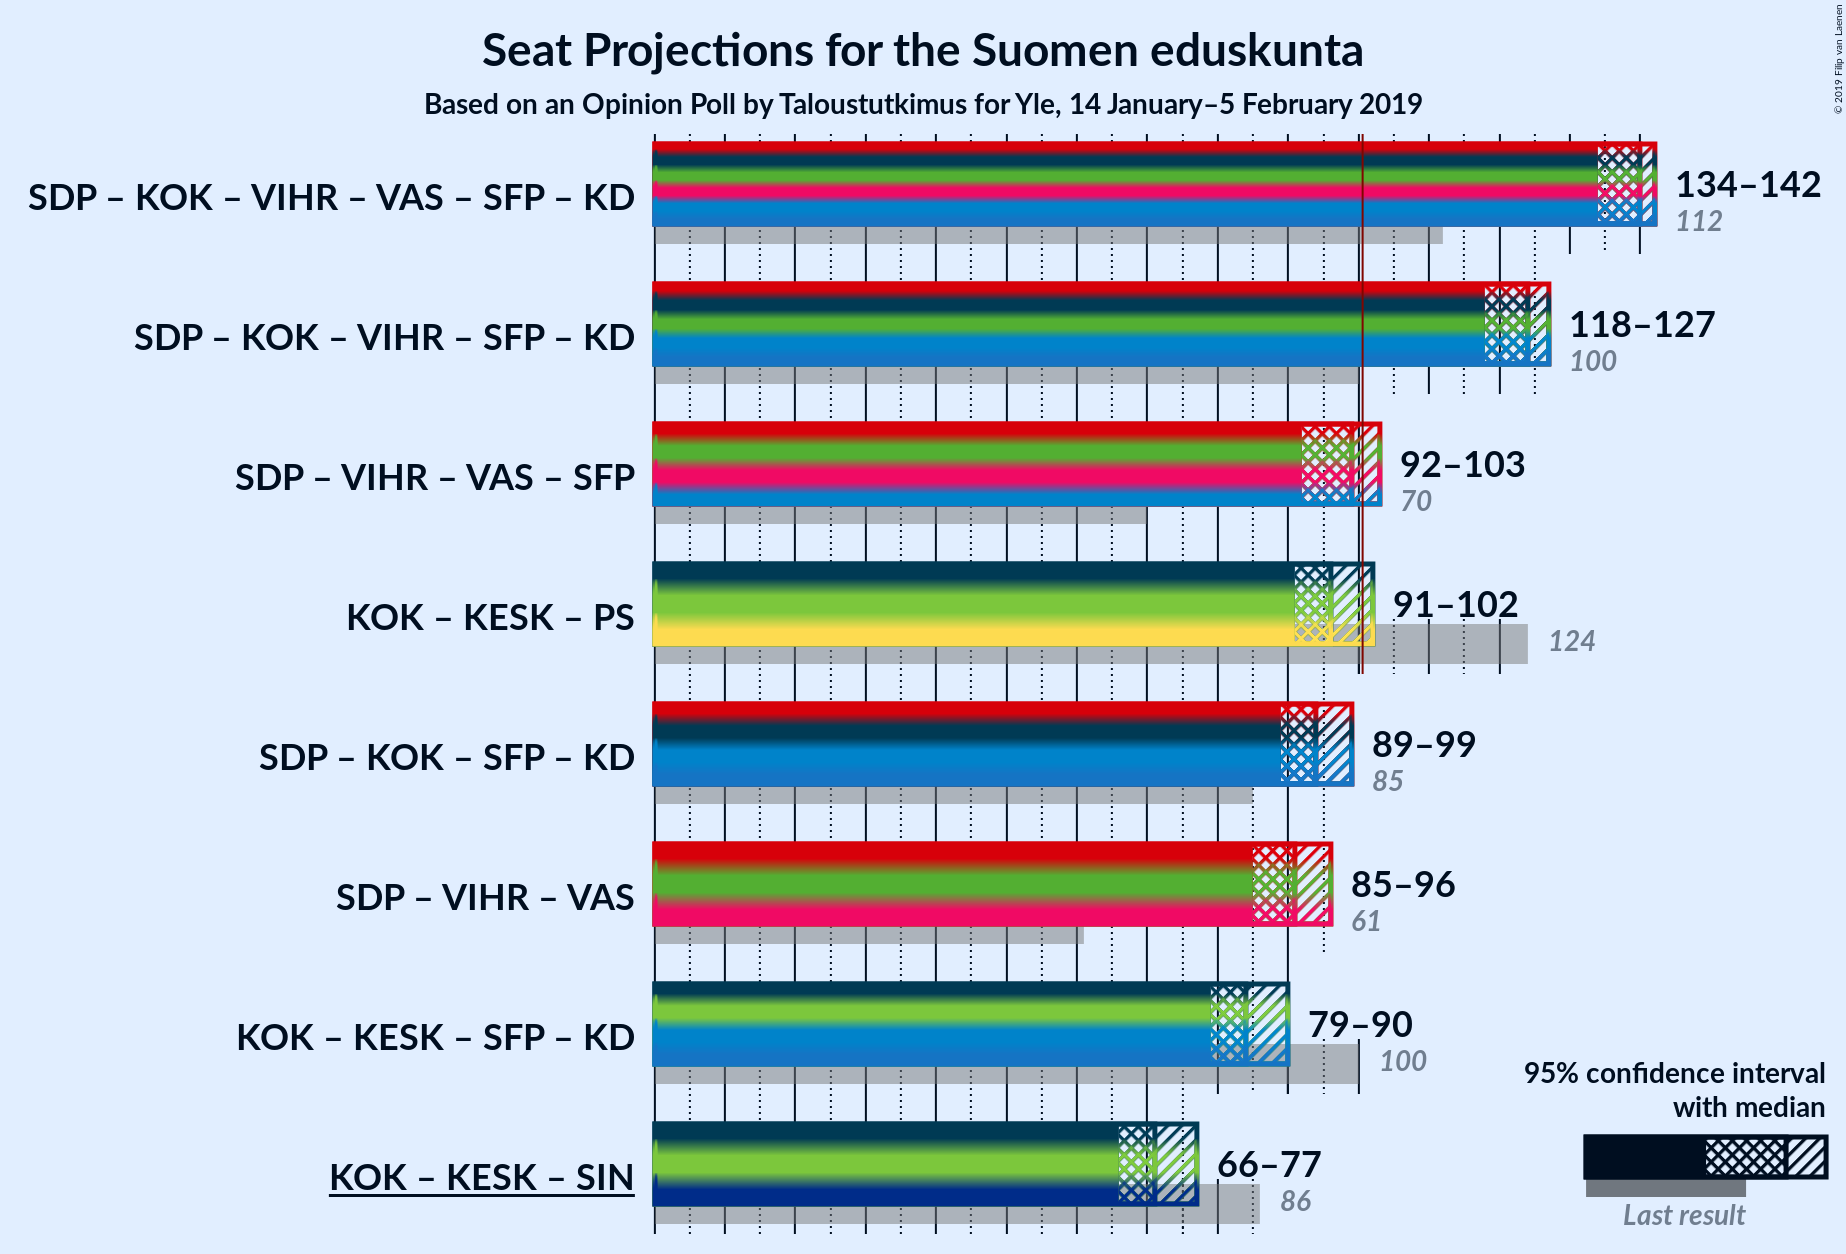 Seat Projections for the Suomen eduskunta
Based on an Opinion Poll by Taloustutkimus for Yle, 14 January–5 February 2019
© 2019 Filip van Laenen
SDP – KOK – VIHR – VAS – SFP – KD
134–142
112
SDP – KOK – VIHR – SFP – KD
118–127
100
SDP – VIHR – VAS – SFP
92–103
70
KOK – KESK – PS
91–102
124
SDP – KOK – SFP – KD
89–99
85
SDP – VIHR – VAS
85–96
61
KOK – KESK – SFP – KD
79–90
100
KOK – KESK – SIN
66–77
86
95% confidence interval
with median
Last result